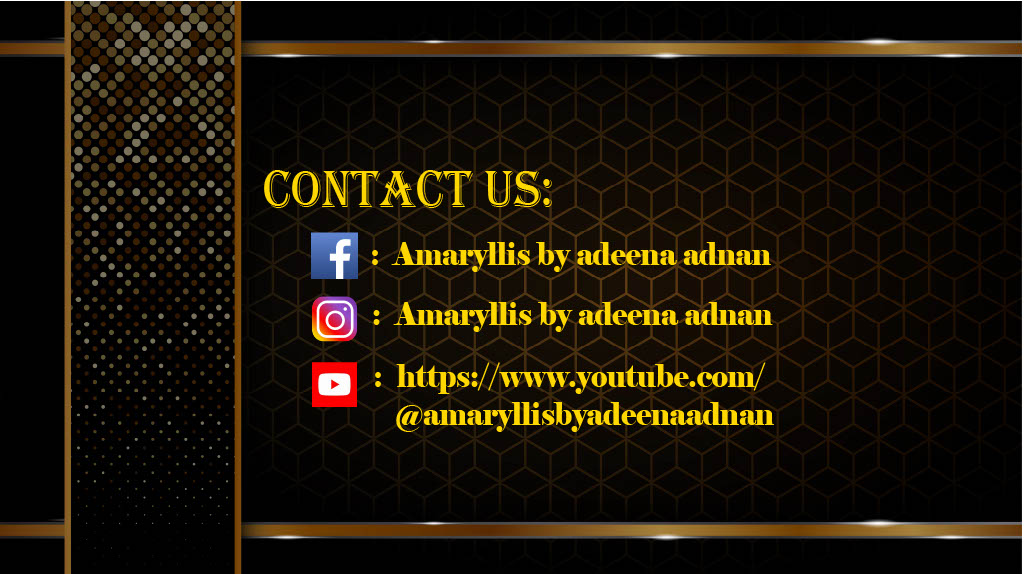 CONTACT US:
: Amaryllis by adeena adnan
: Amaryllis by adeena adnan
: https://www.youtube.com/
@amaryllisbyadeenaadnan